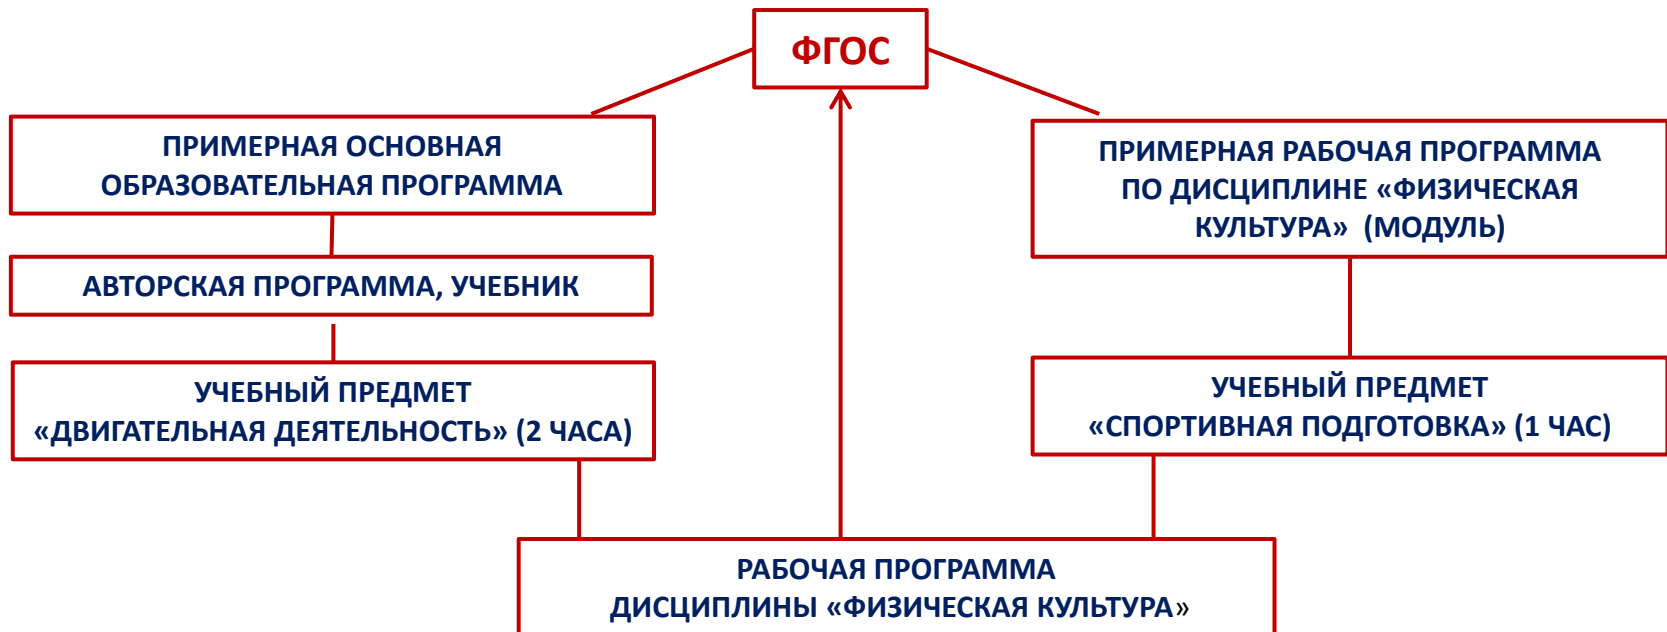 ФГОС
ПРИМЕРНАЯ ОСНОВНАЯ
ОБРАЗОВАТЕЛЬНАЯ ПРОГРАММА
ПРИМЕРНАЯ РАБОЧАЯ ПРОГРАММА
ПО ДИСЦИПЛИНЕ «ФИЗИЧЕСКАЯ
КУЛЬТУРА» (МОДУЛЬ)
АВТОРСКАЯ ПРОГРАММА, УЧЕБНИК
УЧЕБНЫЙ ПРЕДМЕТ
«ДВИГАТЕЛЬНАЯ ДЕЯТЕЛЬНОСТЬ» (2 ЧАСА)
УЧЕБНЫЙ ПРЕДМЕТ
«СПОРТИВНАЯ ПОДГОТОВКА» (1 ЧАС)
РАБОЧАЯ ПРОГРАММА
ДИСЦИПЛИНЫ «ФИЗИЧЕСКАЯ КУЛЬТУРА»